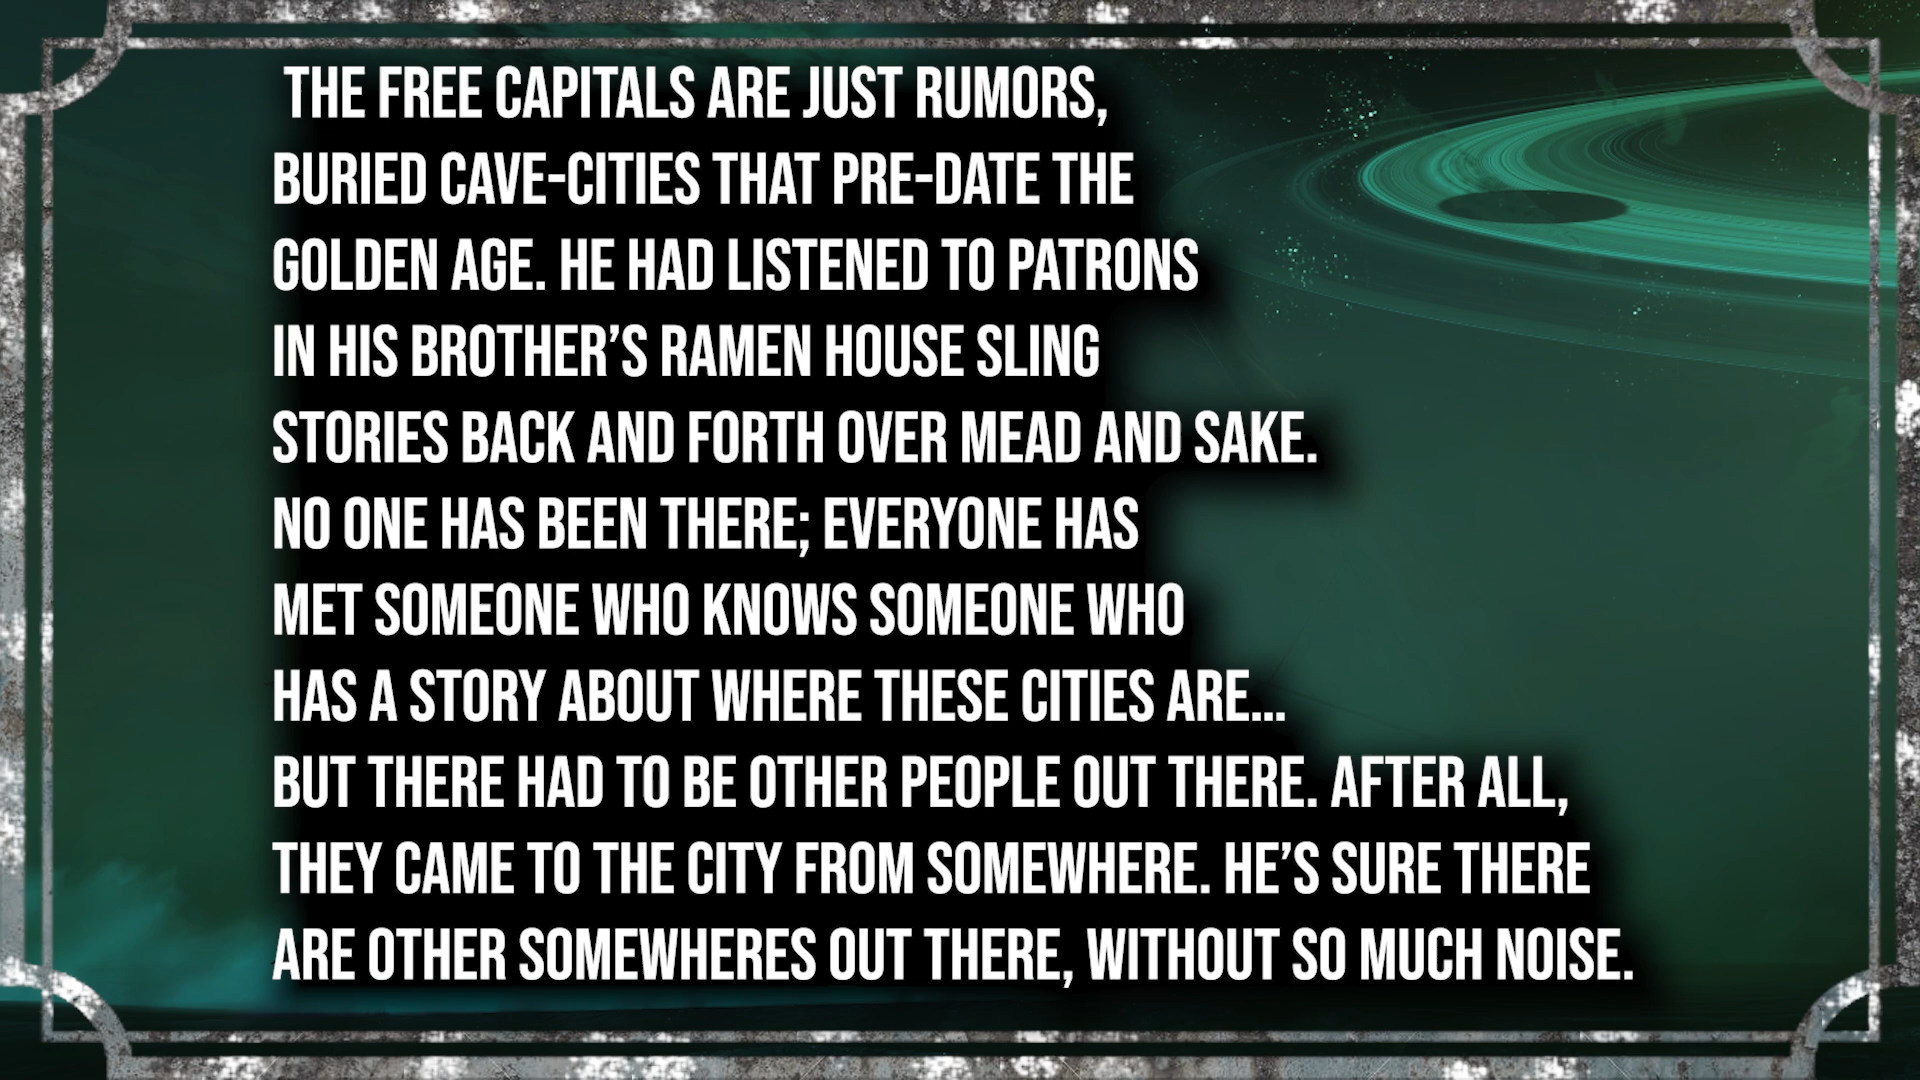 THE FREE CAPITALS ARE JUST RUMORS,
BURIED CAVE-CITIES THAT PRE-DATE THE
GOLDEN AGE. HE HAD LISTENED TO PATRONS
IN HIS BROTHER’S RAMEN HOUSE SLING
STORIES BACK AND FORTH OVER MEAD AND SAKE.
NO ONE HAS BEEN THERE; EVERYONE HAS
MET SOMEONE WHO KNOWS SOMEONE WHO
HAS A STORY ABOUT WHERE THESE CITIES ARE...
BUT THERE HAD TO BE OTHER PEOPLE OUT THERE. AFTER ALL,
THEY CAME TO THE CITY FROM SOMEWHERE. HE’S SURE THERE
ARE OTHER SOMEWHERES OUT THERE, WITHOUT SO MUCH NOISE.